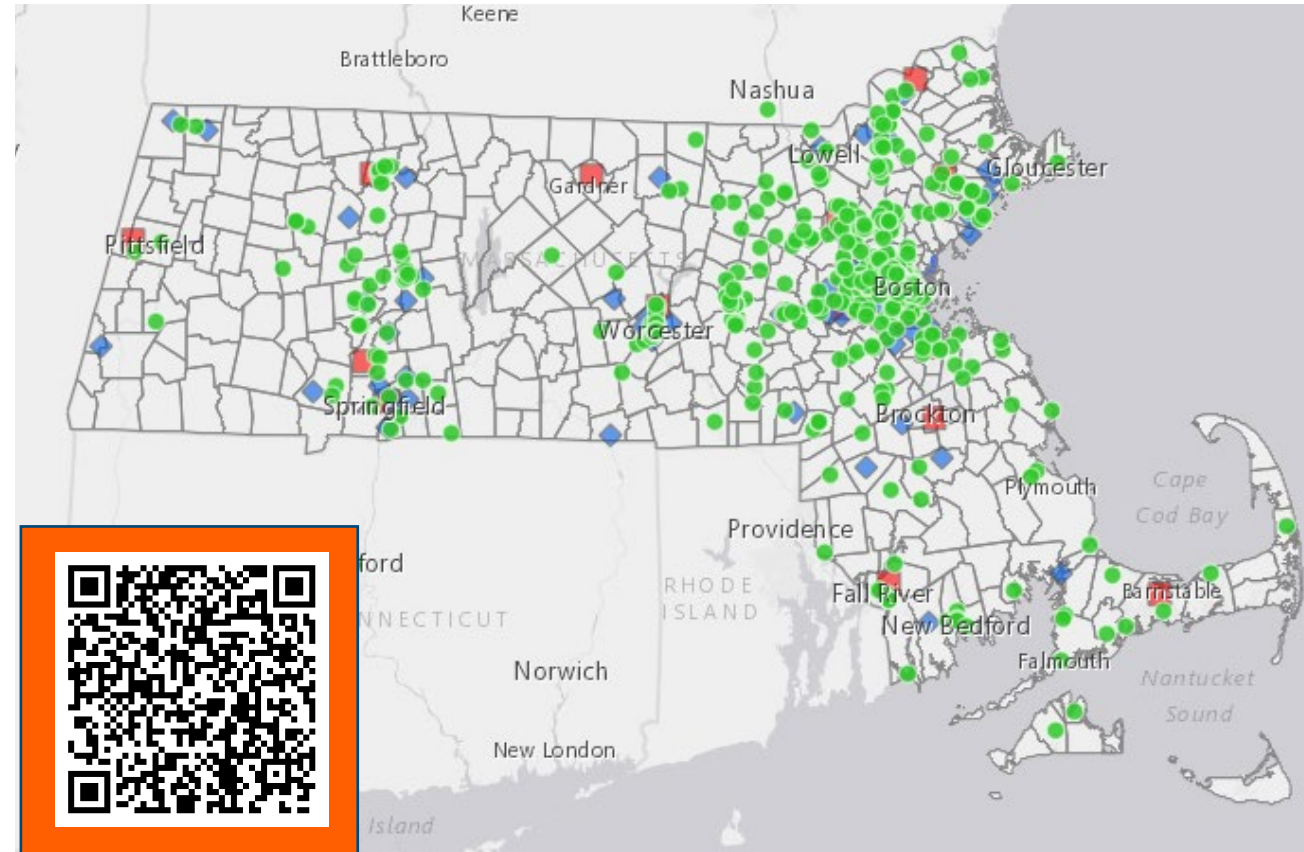 Keene
Brattleboro
Nashua
Lowell
Gloucester
Gardner
Pittsfield
MASSACHUSETTS
Boston
Worcester
Springfield
Brockton
Plymouth
Cape
Cod Bay
Providence
ford
RHODE
ISLAND
Fall River
Barnstable
NNECTICUT
New Bedford
Norwich
Falmouth
Nantucket
Sound
New London
Island